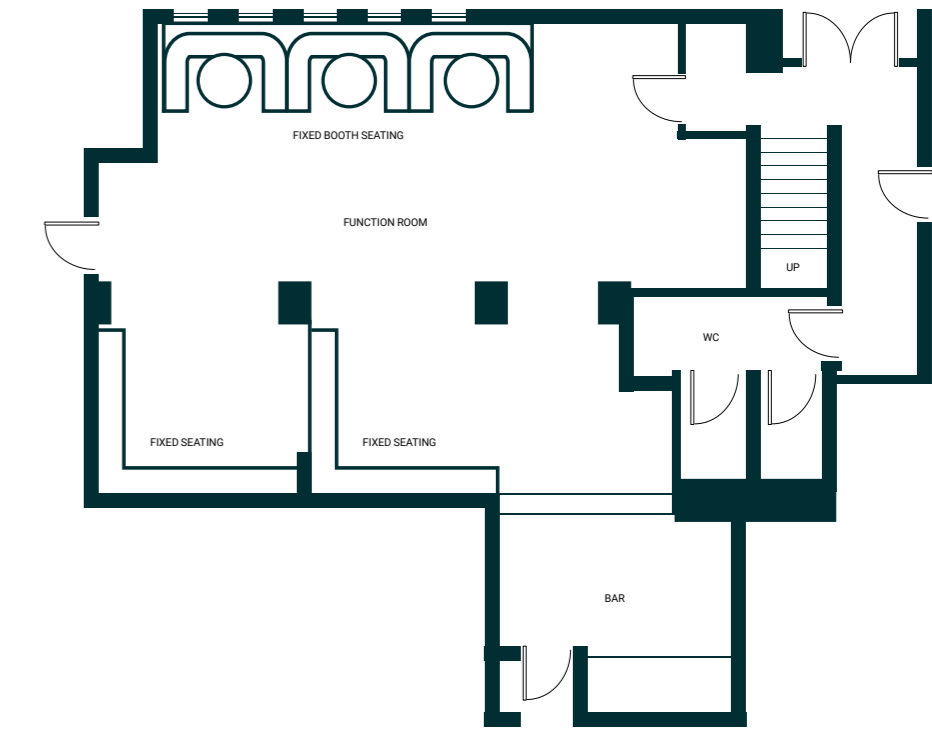 FIXED BOOTH SEATING
FUNCTION ROOM
UP
WC
FIXED SEATING
FIXED SEATING
BAR